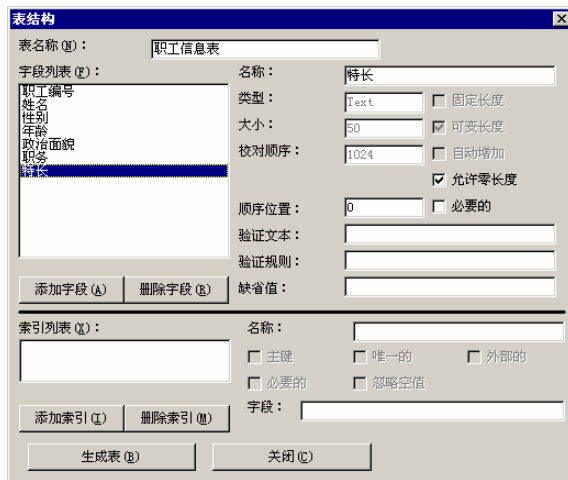 表结构
表名称(N)： 职工信息表
字段列表(F)： 名称： 特长
职工编号
姓名
性别
年龄
政治面貌
职务
特长
类型： Text 固定长度
大小： 50 可变长度
校对顺序： 1024 自动增加
允许零长度
顺序位置： 0 必要的
验证文本：
验证规则：
添加字段(A) 删除字段(R) 缺省值：
索引列表(X)： 名称：
主键 唯一的 外部的
必要的 忽略空值
添加索引(I) 删除索引(M) 字段：
生成表(B) 关闭(C)